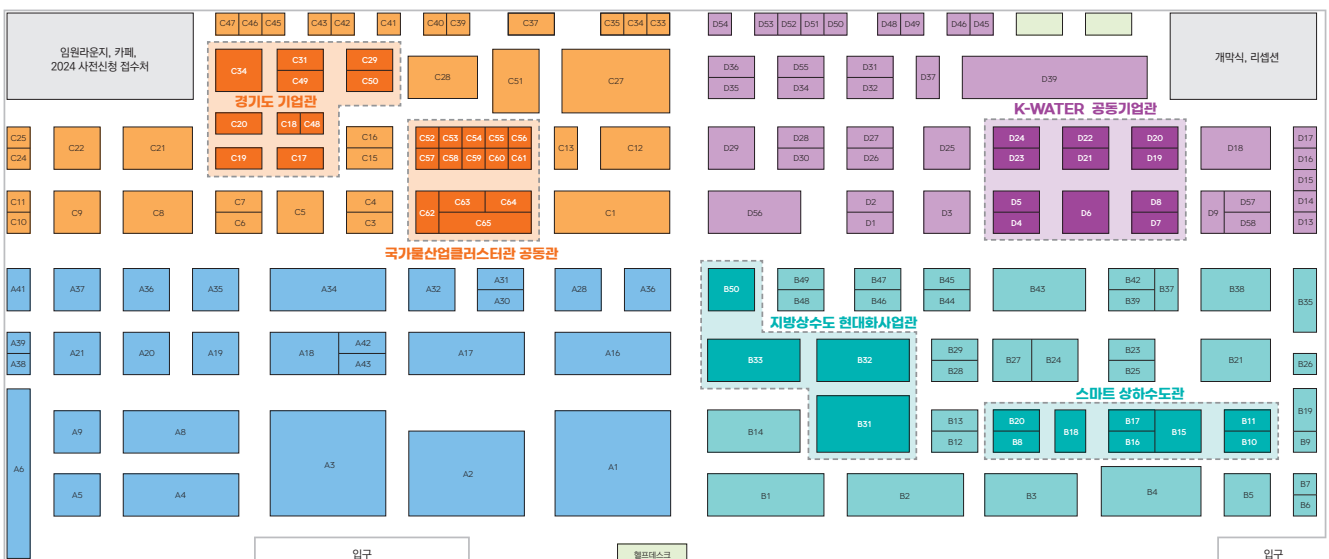 C47 C46 C45 C43 C42 C41 C40 C39 C37 C35 C34 C33 D54 D53 D52 D51 D50 D48 D49 D46 D45
임원라운지, 카페,
2024 사전신청 접수처
개막식, 리셉션
C34 C31 C29 C28 C51 C27 D36 D55 D31 D37 D39
C49 C50 D35 D34 D32
경기도 기업관
K-WATER 공동기업관
C20 C18 C48
C25 C22 C21 C16 C52 C53 C54 C55 C56 C13 C12 D29 D28 D27 D25 D24 D22 D20 D18 D17
C24 C19 C17 C15 C57 C58 C59 C60 C61 D30 D26 D23 D21 D19 D16
D15
C11 C9 C8 C7 C5 C4 C62 C63 C64 C1 D56 D2 D3 D5 D6 D8 D9 D57 D14
C10 C6 C3 C65 D1 D4 D7 D58 D13
국가물산업클러스터관 공동관
A41 A37 A36 A35 A34 A32 A31 A28 A36 B50 B49 B47 B45 B43 B42 B37 B38 B35
A30 B48 B46 B44 B39
지방상수도 현대화사업관
A39 A21 A20 A19 A18 A42 A17 A16 B33 B32 B29 B27 B24 B23 B21 B26
A38 A43 B28 B25
스마트 상하수도관
A6 A9 A8 A3 A2 A1 B14 B31 B13 B20 B18 B17 B15 B11 B19
B12 B8 B16 B10 B9
A5 A4 B1 B2 B3 B4 B5 B7
B6
입구 헬프데스크 입구